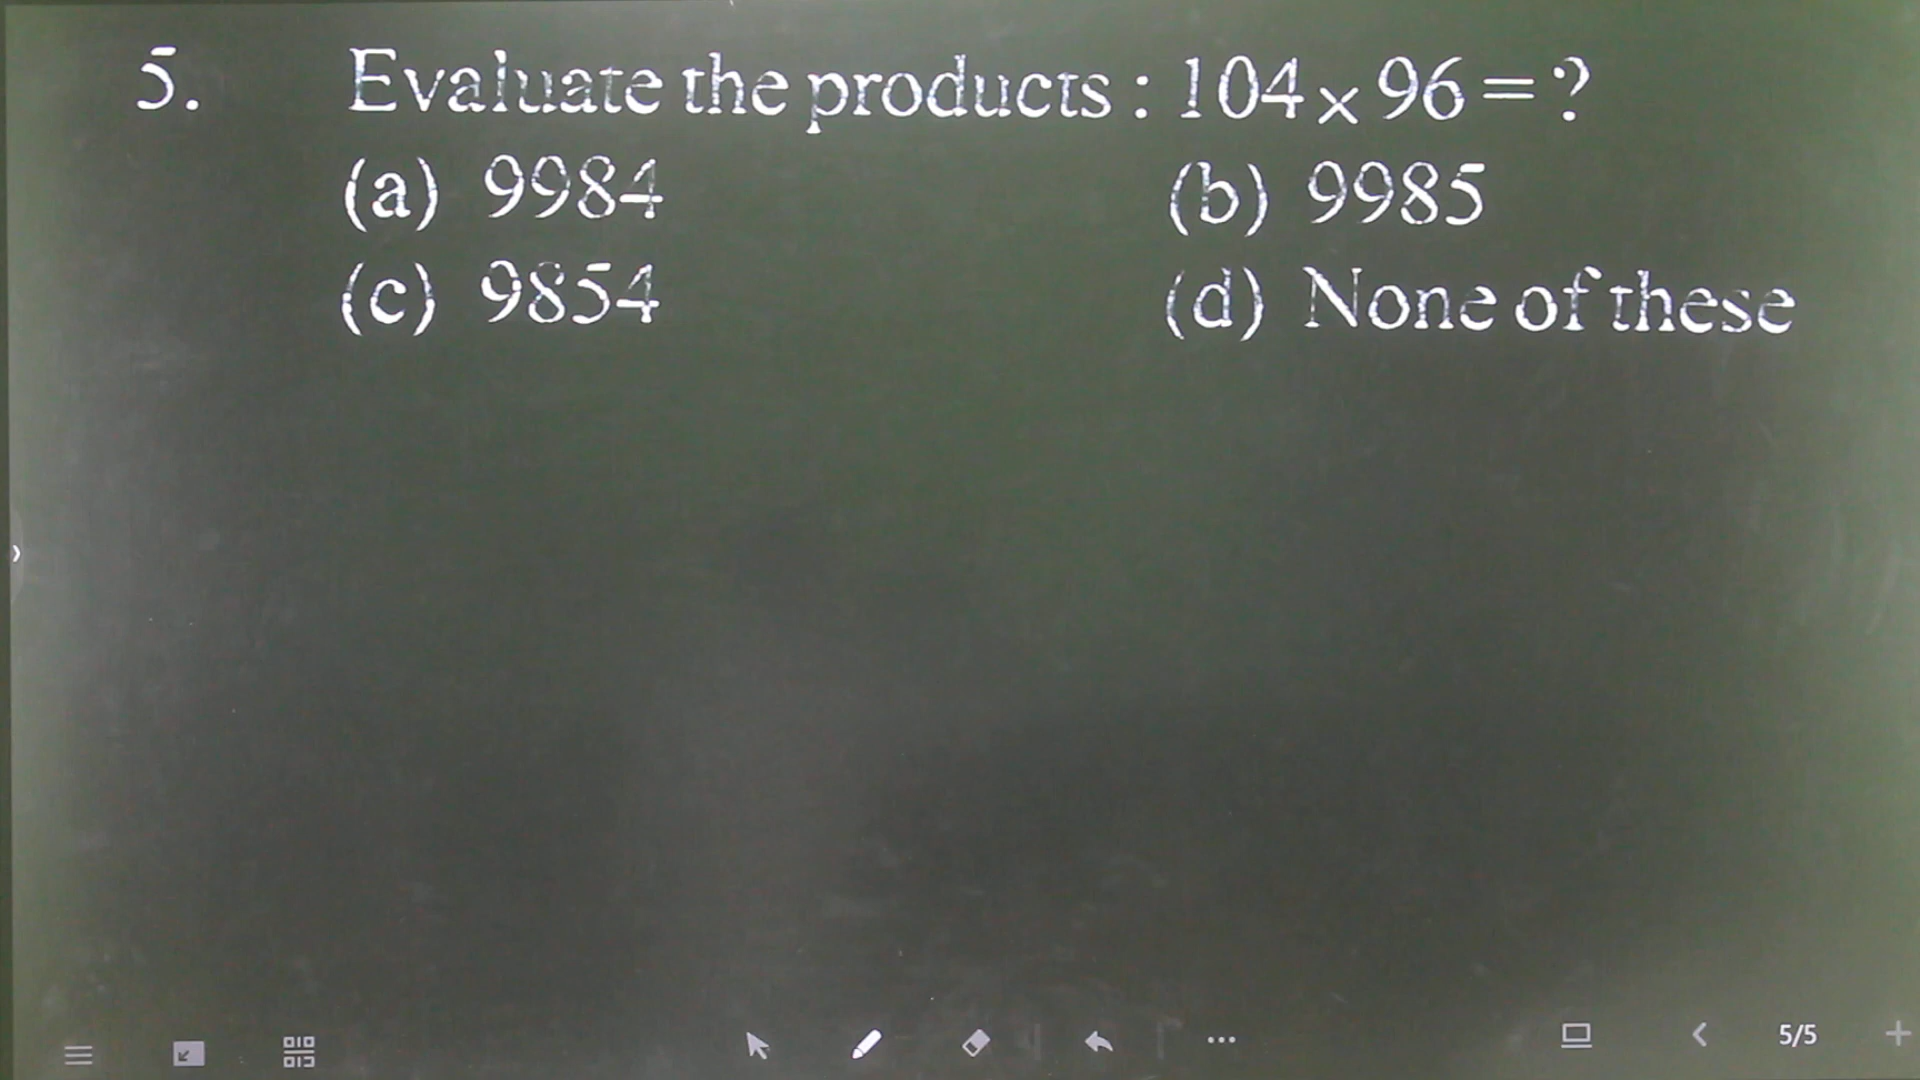 5. Evaluate the products : 104 × 96 = ?
(a) 9984 (b) 9985
(c) 9854 (d) None of these
5/5